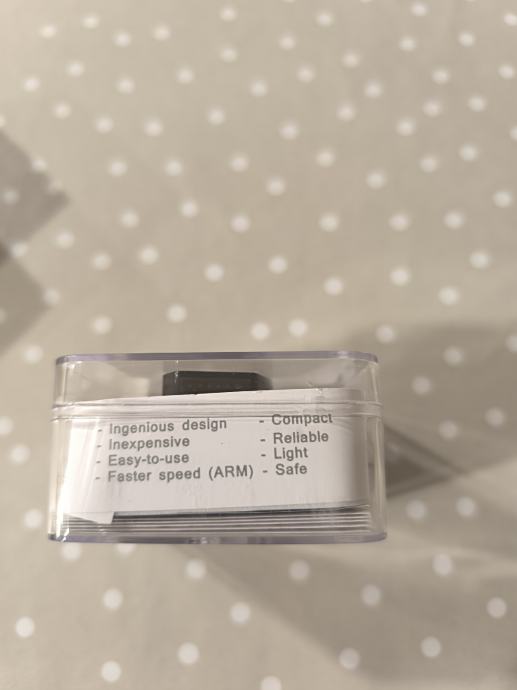 - Ingenious design
- Inexpensive
- Easy-to-use
- Faster speed (ARM)
- Compact
- Reliable
- Light
- Safe